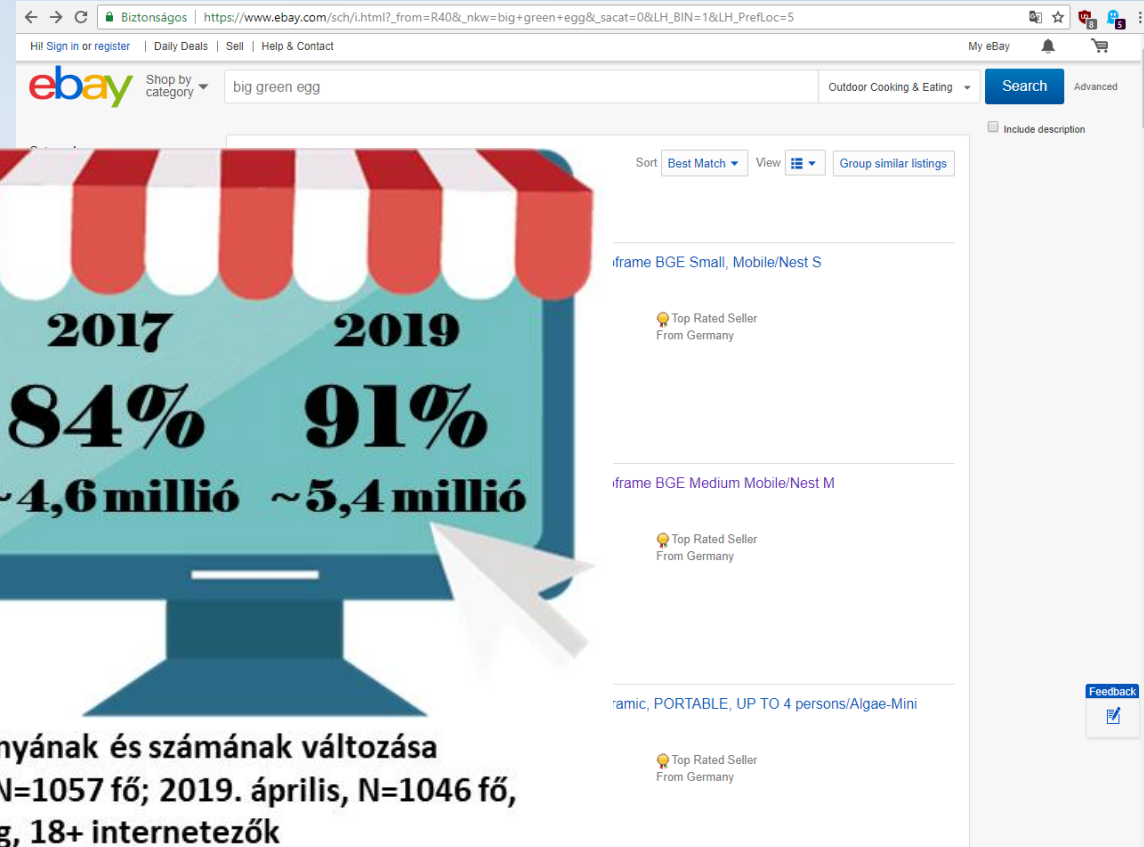 Biztonságos
https://www.ebay.com/sch/i.html?_from=R40&_nkw=big+green+egg&_sacat=0&LH_BIN=1&LH_PrefLoc=5
8
5
Hi! Sign in or register | Daily Deals | Sell | Help & Contact
My eBay
ebay
Shop by category
big green egg
Outdoor Cooking & Eating
Search
Advanced
Include description
Sort Best Match View Group similar listings
frame BGE Small, Mobile/Nest S
Top Rated Seller
From Germany
2017 2019
84% 91%
~4,6 millió ~5,4 millió
frame BGE Medium Mobile/Nest M
Top Rated Seller
From Germany
ramic, PORTABLE, UP TO 4 persons/Algae-Mini
Top Rated Seller
From Germany
Feedback
nyának és számának változása
N=1057 fő; 2019. április, N=1046 fő,
g, 18+ internetezők